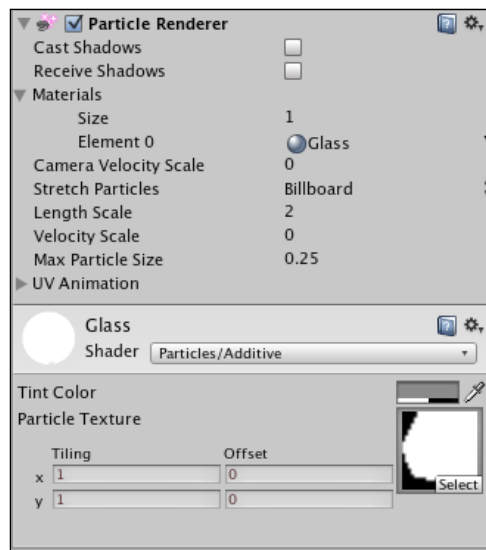 Particle Renderer
Cast Shadows
Receive Shadows
Materials
Size 1
Element 0 Glass
Camera Velocity Scale 0
Stretch Particles Billboard
Length Scale 2
Velocity Scale 0
Max Particle Size 0.25
UV Animation
Glass
Shader Particles/Additive
Tint Color
Particle Texture
Tiling Offset
x 1 0
y 1 0
Select